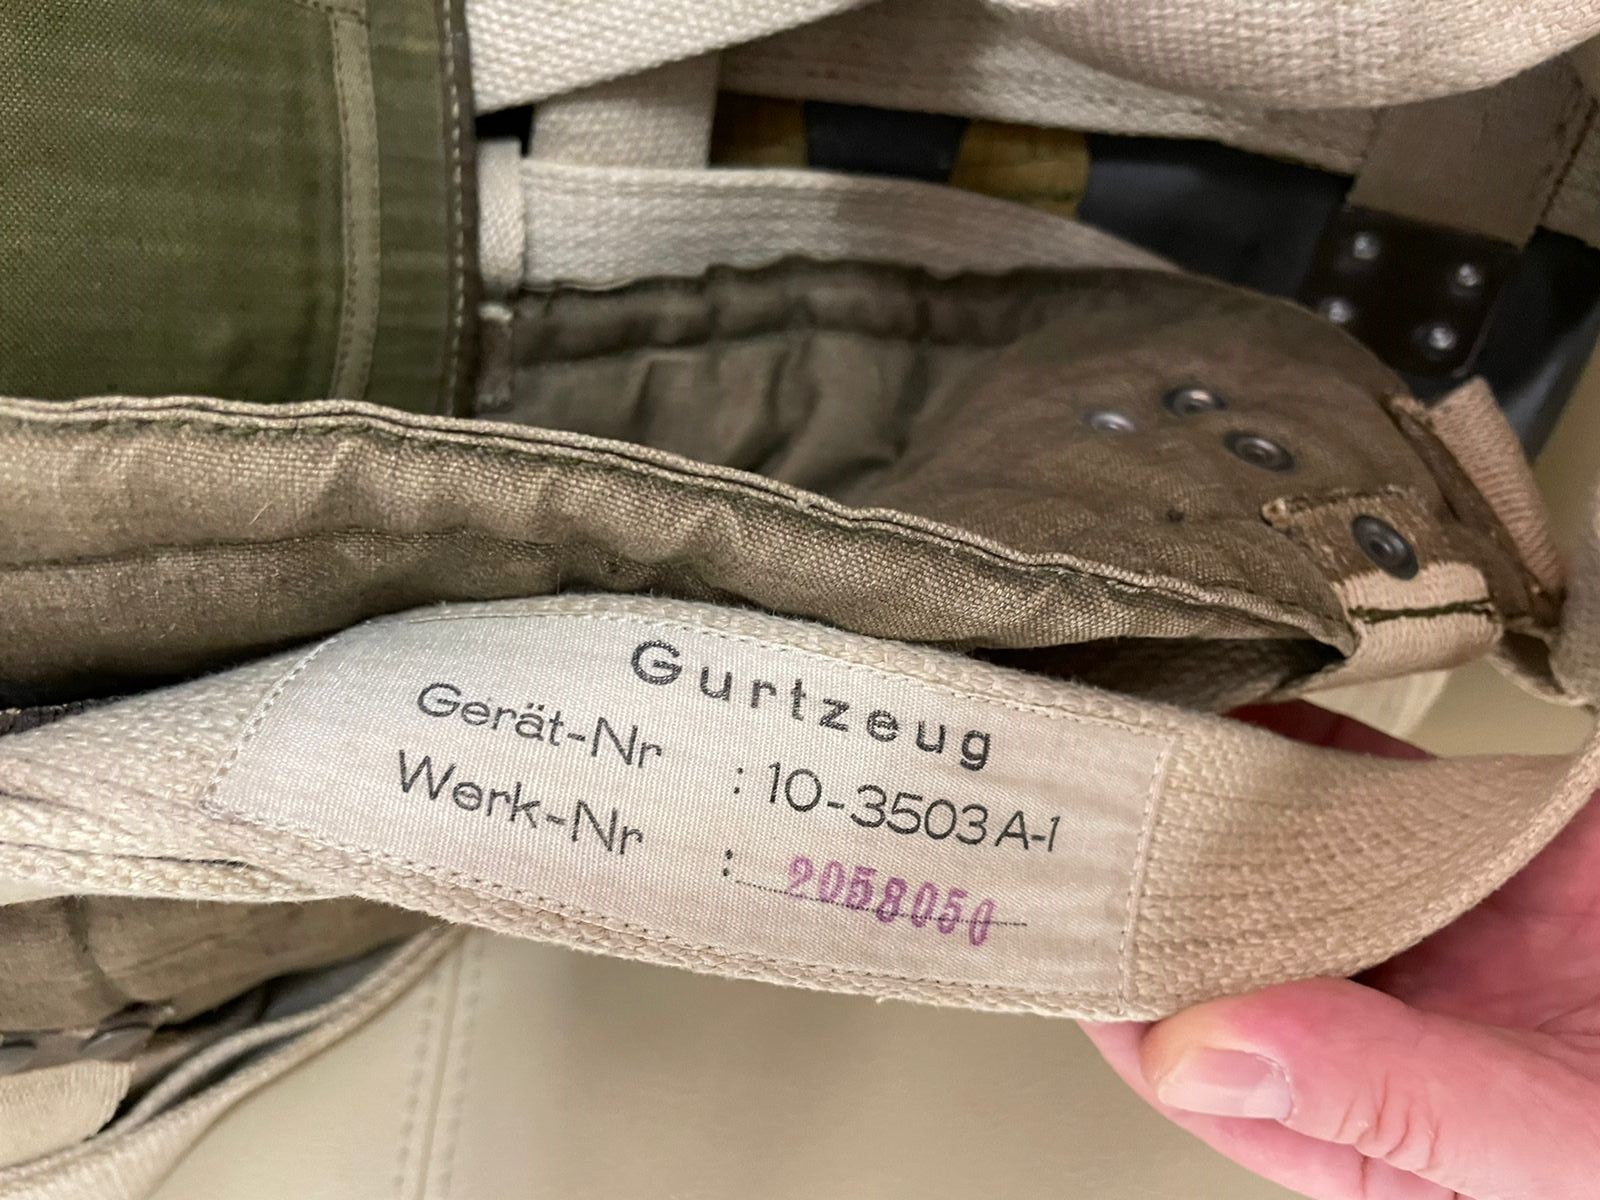 Gurtzeug
Gerät-Nr : 10-3503 A-1
Werk-Nr : 2058050